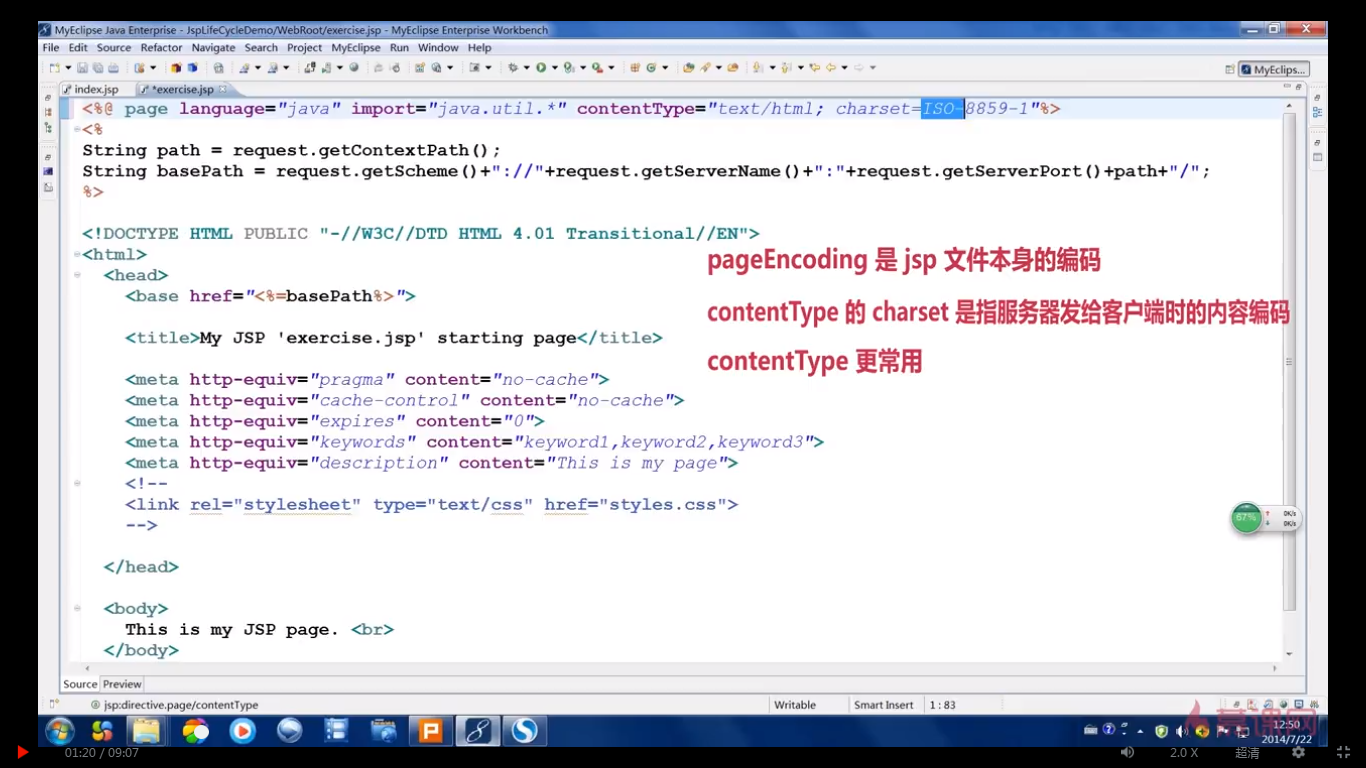 MyEclipse Java Enterprise - JspLifeCycleDemo/WebRoot/exercise.jsp - MyEclipse Enterprise Workbench
File Edit Source Refactor Navigate Search Project MyEclipse Run Window Help
MyEclips...
index.jsp *exercise.jsp
<%@ page language="java" import="java.util.*" contentType="text/html; charset=ISO-8859-1"%>
<%
String path = request.getContextPath();
String basePath = request.getScheme()+"://"+request.getServerName()+":"+request.getServerPort()+path+"/";
%>
<!DOCTYPE HTML PUBLIC "-//W3C//DTD HTML 4.01 Transitional//EN">
<html>
pageEncoding 是 jsp 文件本身的编码
<head>
<base href="<%=basePath%>">
contentType 的 charset 是指服务器发给客户端时的内容编码
<title>My JSP 'exercise.jsp' starting page</title>
contentType 更常用
<meta http-equiv="pragma" content="no-cache">
<meta http-equiv="cache-control" content="no-cache">
<meta http-equiv="expires" content="0">
<meta http-equiv="keywords" content="keyword1,keyword2,keyword3">
<meta http-equiv="description" content="This is my page">
<!--
<link rel="stylesheet" type="text/css" href="styles.css">
-->
67% 0K/s
0K/s
</head>
<body>
This is my JSP page. <br>
</body>
Source Preview
jsp:directive.page/contentType Writable Smart Insert 1 : 83
慕课网
12:50
2014/7/22
01:20 / 09:07 2.0 X 超清